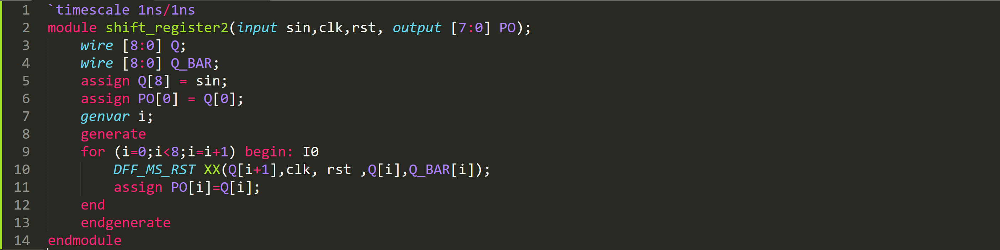 1 `timescale 1ns/1ns
2 module shift_register2(input sin,clk,rst, output [7:0] PO);
3     wire [8:0] Q;
4     wire [8:0] Q_BAR;
5     assign Q[8] = sin;
6     assign PO[0] = Q[0];
7     genvar i;
8     generate
9     for (i=0;i<8;i=i+1) begin: I0
10         DFF_MS_RST XX(Q[i+1],clk, rst ,Q[i],Q_BAR[i]);
11         assign PO[i]=Q[i];
12     end
13     endgenerate
14 endmodule